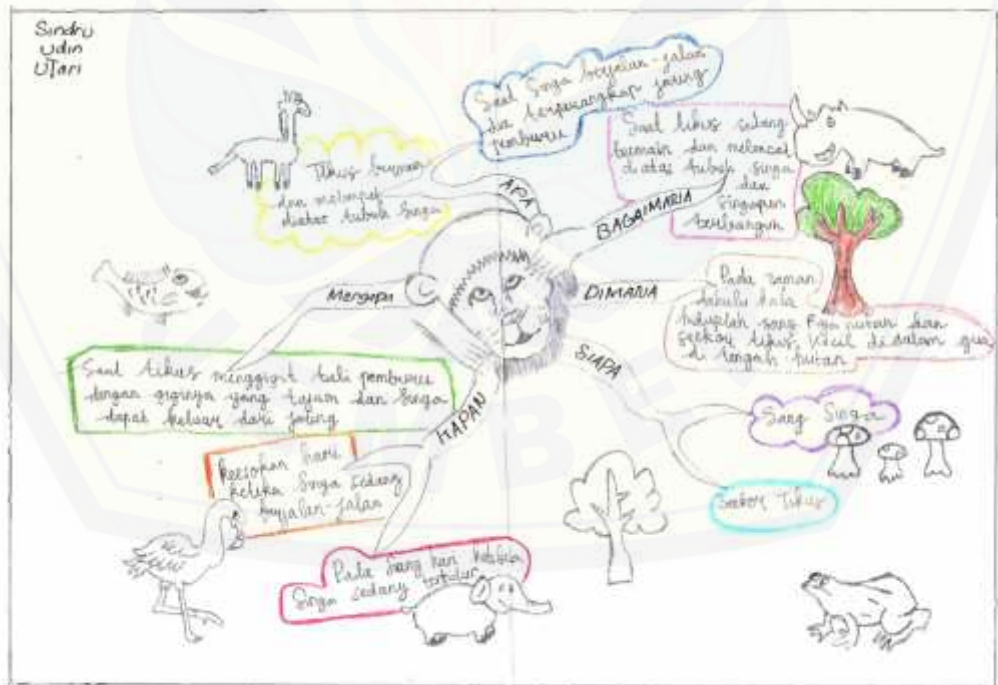 Sindru
Udin
UTari
Saat Singa berjalan-jalan
dia terperangkap jaring
pemburu
Saat tikus sedang
bermain dan meloncat
diatas tubuh singa
dan
singapun
terbangun
Tikus bermain
dan melompat
diatas tubuh Singa
APA
BAGAIMANA
Mengapa
DIMANA
Pada zaman
dahulu kala
hiduplah sang Raja hutan dan
seekor tikus kecil di dalam gua
di tengah hutan
SIAPA
Saat tikus menggigit tali pemburu
dengan giginya yang tajam dan Singa
dapat keluar dari jaring
KAPAN
Sang Singa
keesokan hari
ketika Singa sedang
berjalan-jalan
Seekor Tikus
Pada siang hari
Singa sedang tertidur